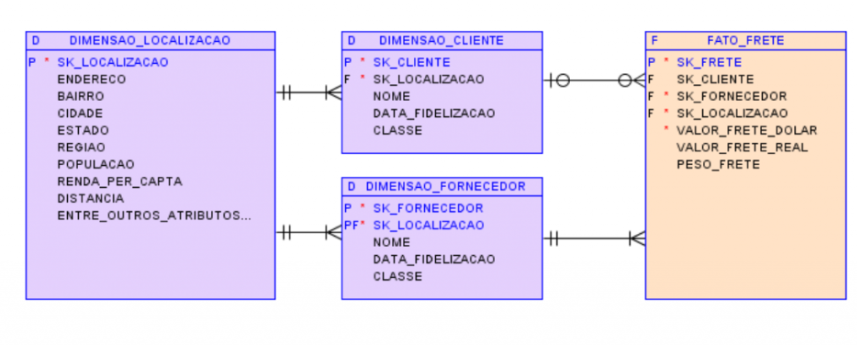 D DIMENSAO_LOCALIZACAO
P * SK_LOCALIZACAO
ENDERECO
BAIRRO
CIDADE
ESTADO
REGIAO
POPULACAO
RENDA_PER_CAPTA
DISTANCIA
ENTRE_OUTROS_ATRIBUTOS...
D DIMENSAO_CLIENTE
P * SK_CLIENTE
F * SK_LOCALIZACAO
NOME
DATA_FIDELIZACAO
CLASSE
D DIMENSAO_FORNECEDOR
P * SK_FORNECEDOR
PF* SK_LOCALIZACAO
NOME
DATA_FIDELIZACAO
CLASSE
F FATO_FRETE
P * SK_FRETE
F SK_CLIENTE
F * SK_FORNECEDOR
F * SK_LOCALIZACAO
* VALOR_FRETE_DOLAR
VALOR_FRETE_REAL
PESO_FRETE